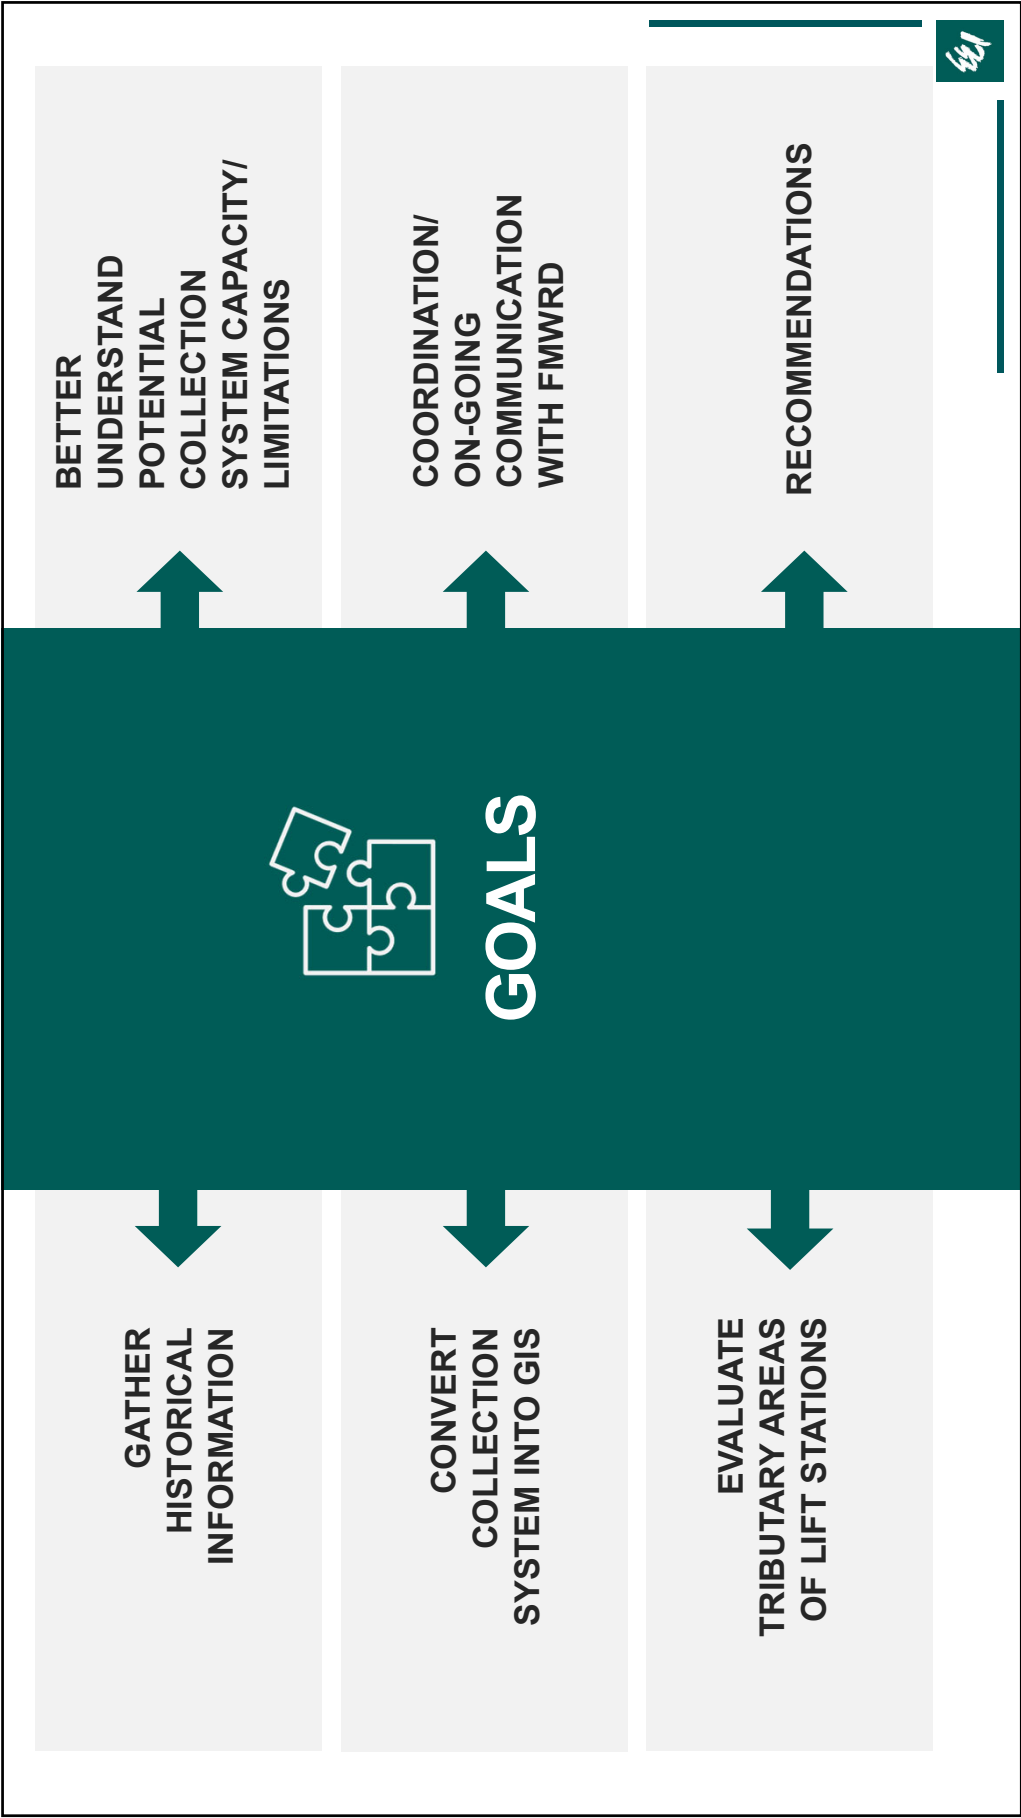 GATHER
HISTORICAL
INFORMATION
CONVERT
COLLECTION
SYSTEM INTO GIS
EVALUATE
TRIBUTARY AREAS
OF LIFT STATIONS
GOALS
BETTER
UNDERSTAND
POTENTIAL
COLLECTION
SYSTEM CAPACITY/
LIMITATIONS
COORDINATION/
ON-GOING
COMMUNICATION
WITH FMWRD
RECOMMENDATIONS